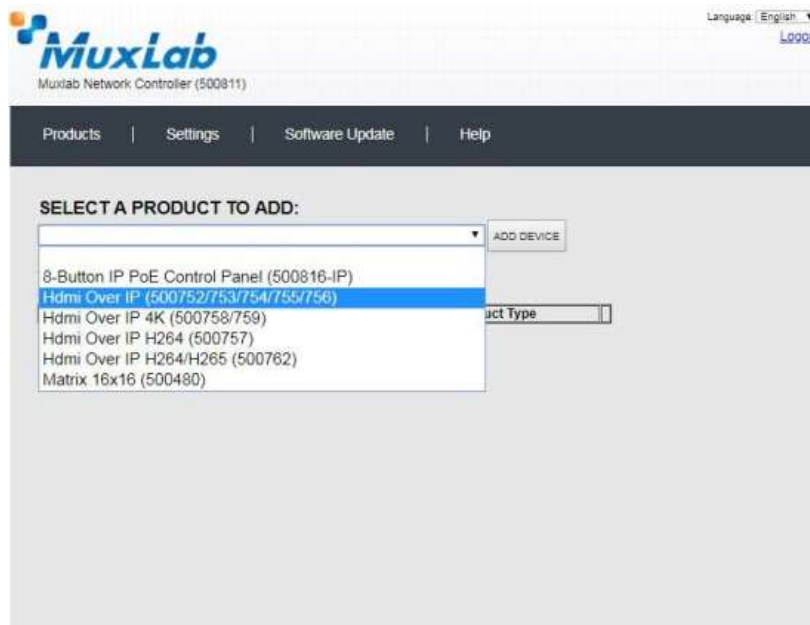 Language: English
Logo
MuxLab
Muxlab Network Controller (500811)
Products | Settings | Software Update | Help
SELECT A PRODUCT TO ADD:
ADD DEVICE
8-Button IP PoE Control Panel (500816-IP)
Hdmi Over IP (500752/753/754/755/756)
Hdmi Over IP 4K (500758/759)
Hdmi Over IP H264 (500757)
Hdmi Over IP H264/H265 (500762)
Matrix 16x16 (500480)
uct Type